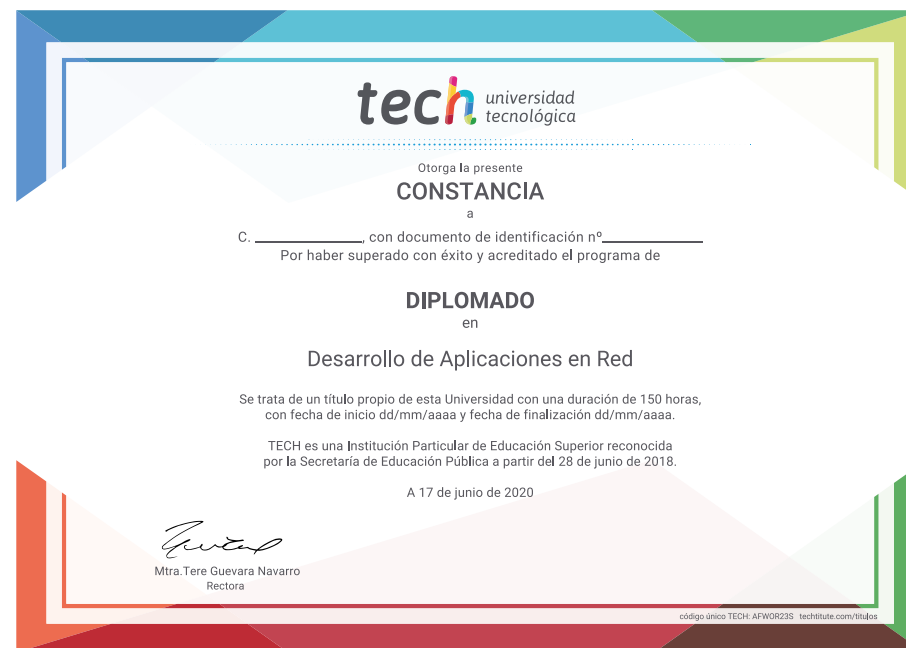 tech universidad
tecnológica
Otorga la presente
CONSTANCIA
a
C. ______________, con documento de identificación nº______________
Por haber superado con éxito y acreditado el programa de
DIPLOMADO
en
Desarrollo de Aplicaciones en Red
Se trata de un título propio de esta Universidad con una duración de 150 horas,
con fecha de inicio dd/mm/aaaa y fecha de finalización dd/mm/aaaa.
TECH es una Institución Particular de Educación Superior reconocida
por la Secretaría de Educación Pública a partir del 28 de junio de 2018.
A 17 de junio de 2020
Mtra.Tere Guevara Navarro
Rectora
código único TECH: AFWOR23S techtitute.com/titulos